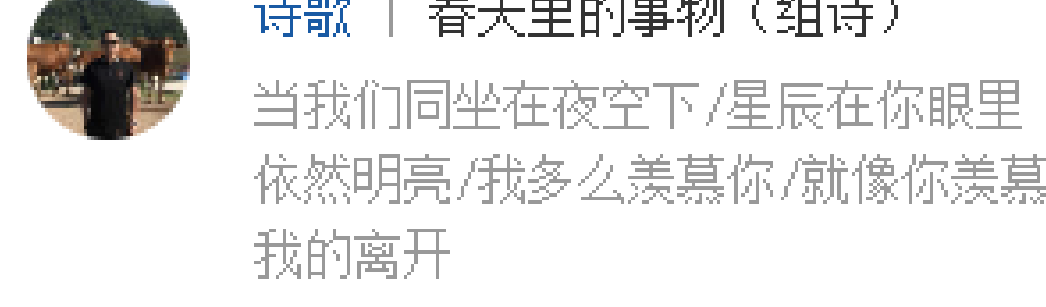 诗歌 | 春天里的事物（组诗）
当我们同坐在夜空下/星辰在你眼里
依然明亮/我多么羡慕你/就像你羡慕
我的离开